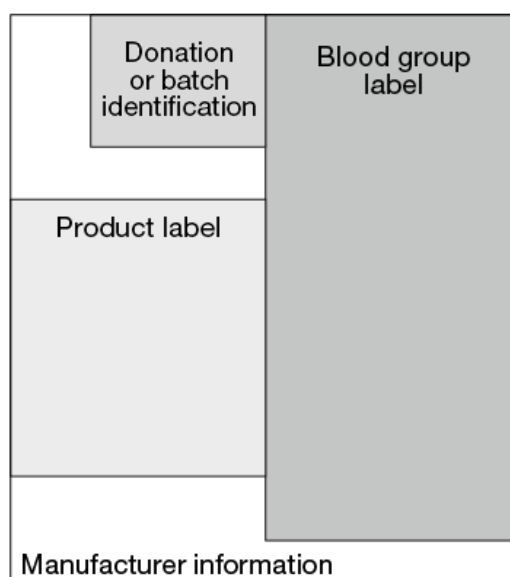 Donation
or batch
identification
Blood group
label
Product label
Manufacturer information